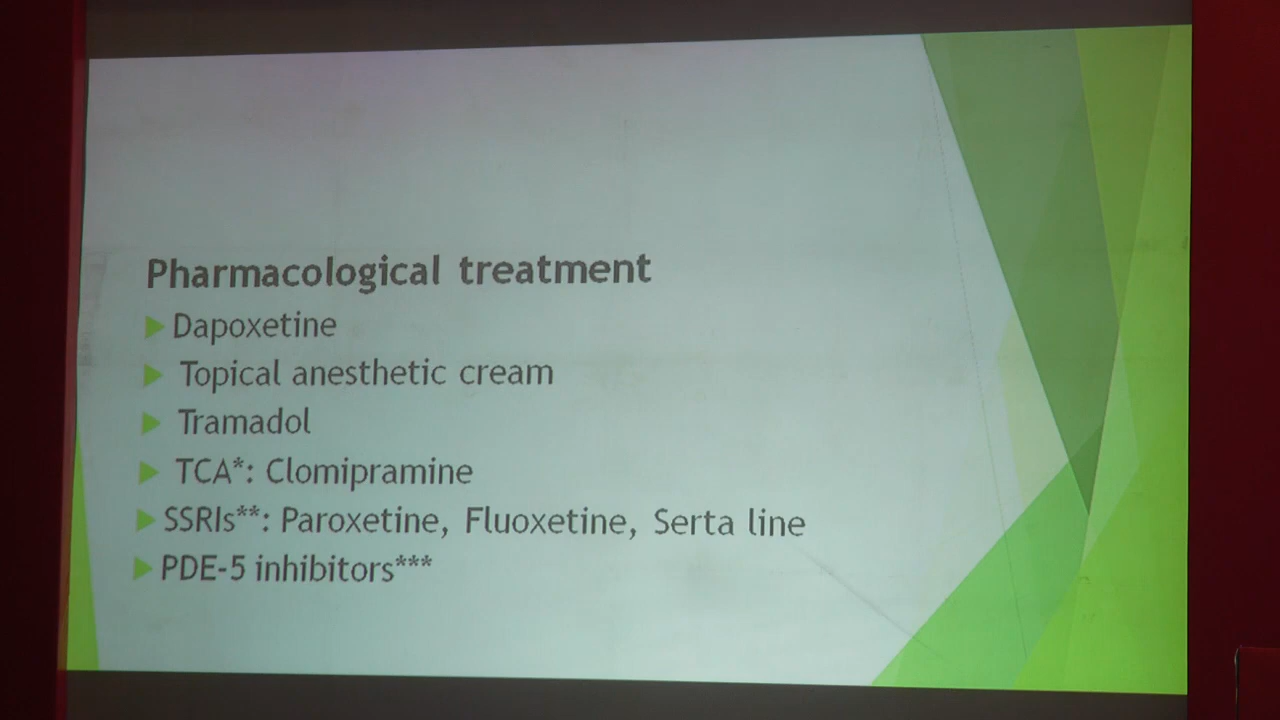 Pharmacological treatment
Dapoxetine
Topical anesthetic cream
Tramadol
TCA*: Clomipramine
SSRIs**: Paroxetine, Fluoxetine, Serta line
PDE-5 inhibitors***